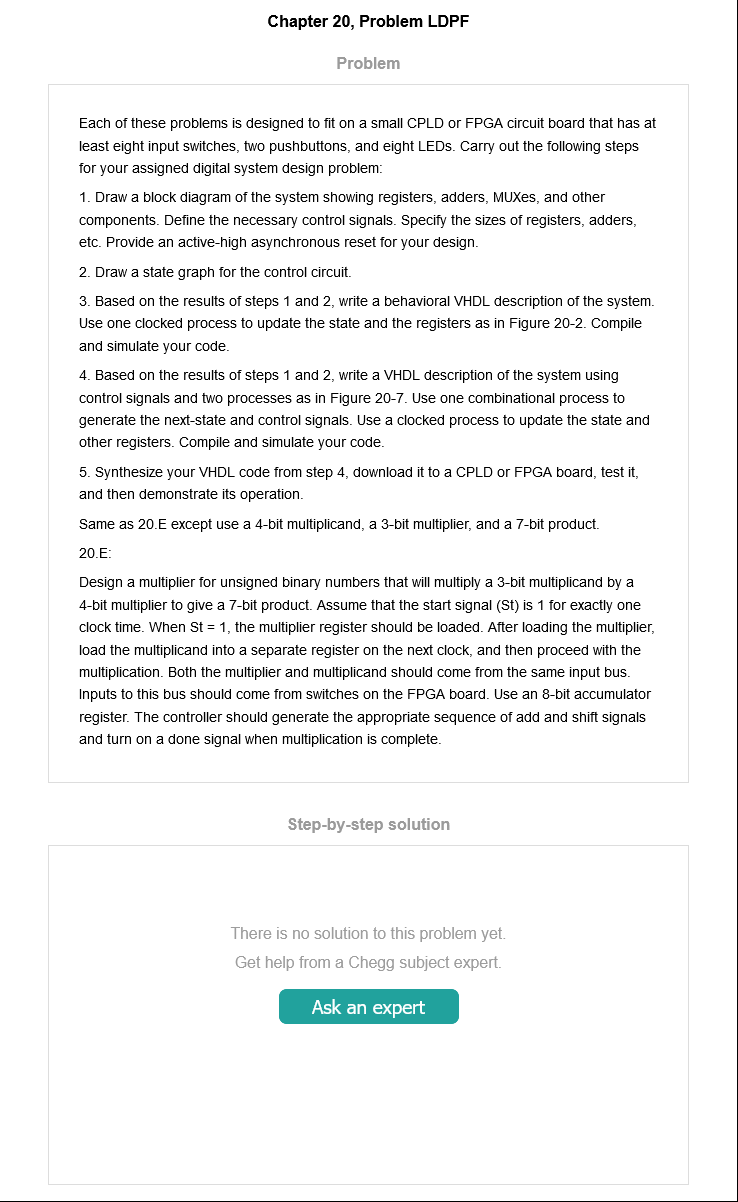 Chapter 20, Problem LDPF
Problem
Each of these problems is designed to fit on a small CPLD or FPGA circuit board that has at
least eight input switches, two pushbuttons, and eight LEDs. Carry out the following steps
for your assigned digital system design problem:
1. Draw a block diagram of the system showing registers, adders, MUXes, and other
components. Define the necessary control signals. Specify the sizes of registers, adders,
etc. Provide an active-high asynchronous reset for your design.
2. Draw a state graph for the control circuit.
3. Based on the results of steps 1 and 2, write a behavioral VHDL description of the system.
Use one clocked process to update the state and the registers as in Figure 20-2. Compile
and simulate your code.
4. Based on the results of steps 1 and 2, write a VHDL description of the system using
control signals and two processes as in Figure 20-7. Use one combinational process to
generate the next-state and control signals. Use a clocked process to update the state and
other registers. Compile and simulate your code.
5. Synthesize your VHDL code from step 4, download it to a CPLD or FPGA board, test it,
and then demonstrate its operation.
Same as 20.E except use a 4-bit multiplicand, a 3-bit multiplier, and a 7-bit product.
20.E:
Design a multiplier for unsigned binary numbers that will multiply a 3-bit multiplicand by a
4-bit multiplier to give a 7-bit product. Assume that the start signal (St) is 1 for exactly one
clock time. When St = 1, the multiplier register should be loaded. After loading the multiplier,
load the multiplicand into a separate register on the next clock, and then proceed with the
multiplication. Both the multiplier and multiplicand should come from the same input bus.
Inputs to this bus should come from switches on the FPGA board. Use an 8-bit accumulator
register. The controller should generate the appropriate sequence of add and shift signals
and turn on a done signal when multiplication is complete.
Step-by-step solution
There is no solution to this problem yet.
Get help from a Chegg subject expert.
Ask an expert